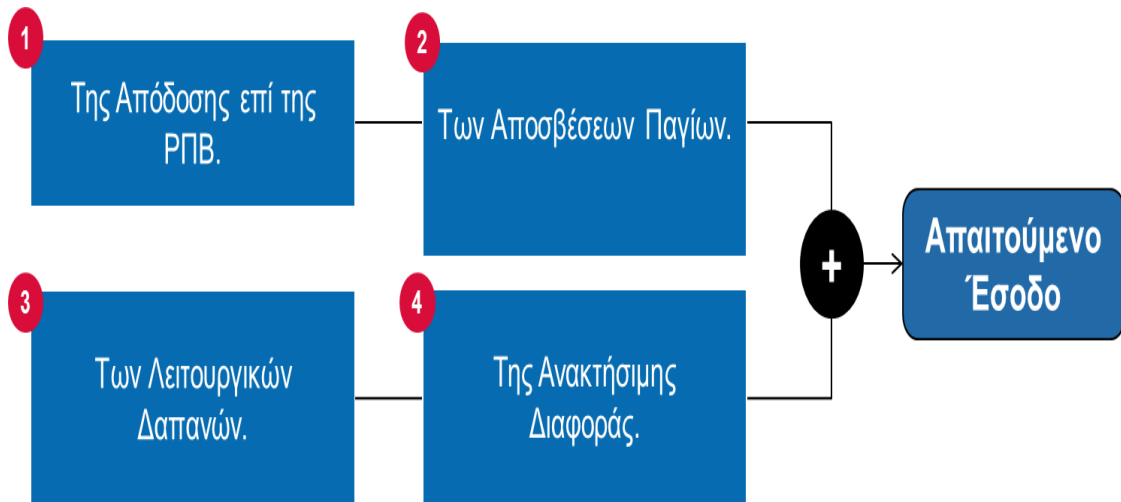 1
Της Απόδοσης επί της
ΡΠΒ.
2
Των Αποσβέσεων Παγίων.
3
Των Λειτουργικών
Δαπανών.
4
Της Ανακτήσιμης
Διαφοράς.
+
Απαιτούμενο
Έσοδο